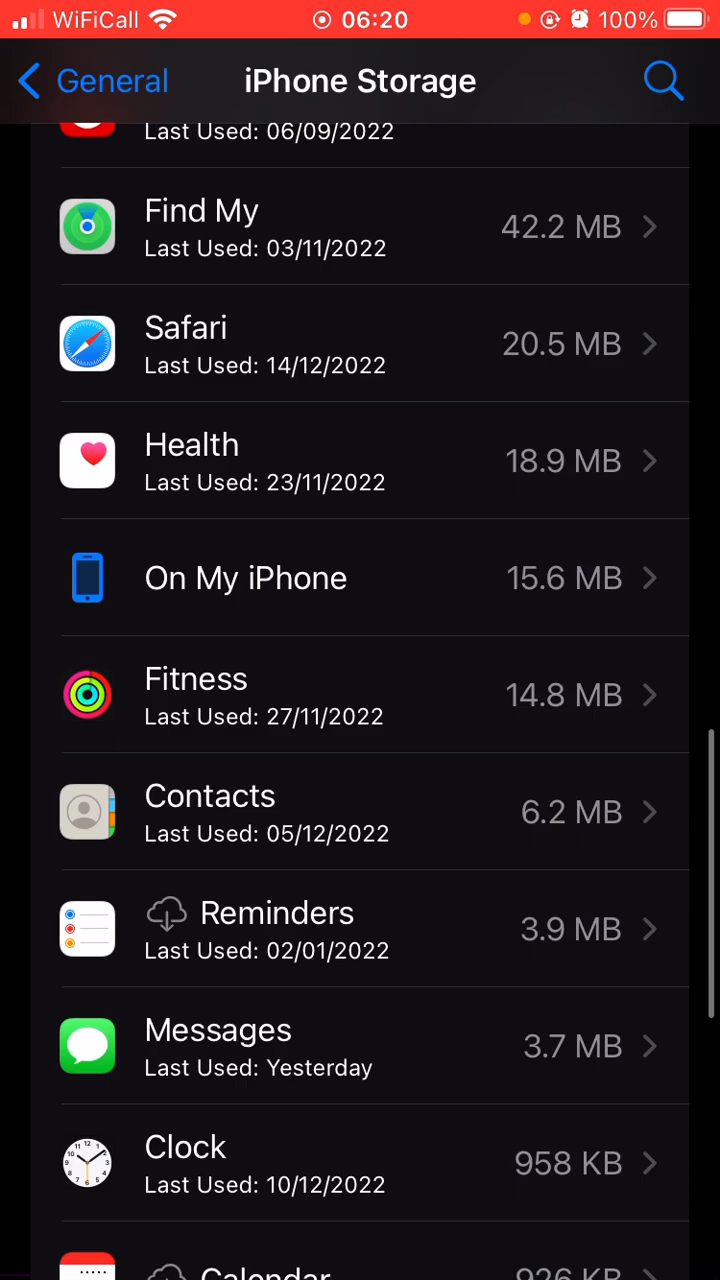 WiFiCall 06:20 100%
General iPhone Storage
Last Used: 06/09/2022
Find My 42.2 MB
Last Used: 03/11/2022
Safari 20.5 MB
Last Used: 14/12/2022
Health 18.9 MB
Last Used: 23/11/2022
On My iPhone 15.6 MB
Fitness 14.8 MB
Last Used: 27/11/2022
Contacts 6.2 MB
Last Used: 05/12/2022
Reminders 3.9 MB
Last Used: 02/01/2022
Messages 3.7 MB
Last Used: Yesterday
Clock 958 KB
Last Used: 10/12/2022
Calendar 926 KB